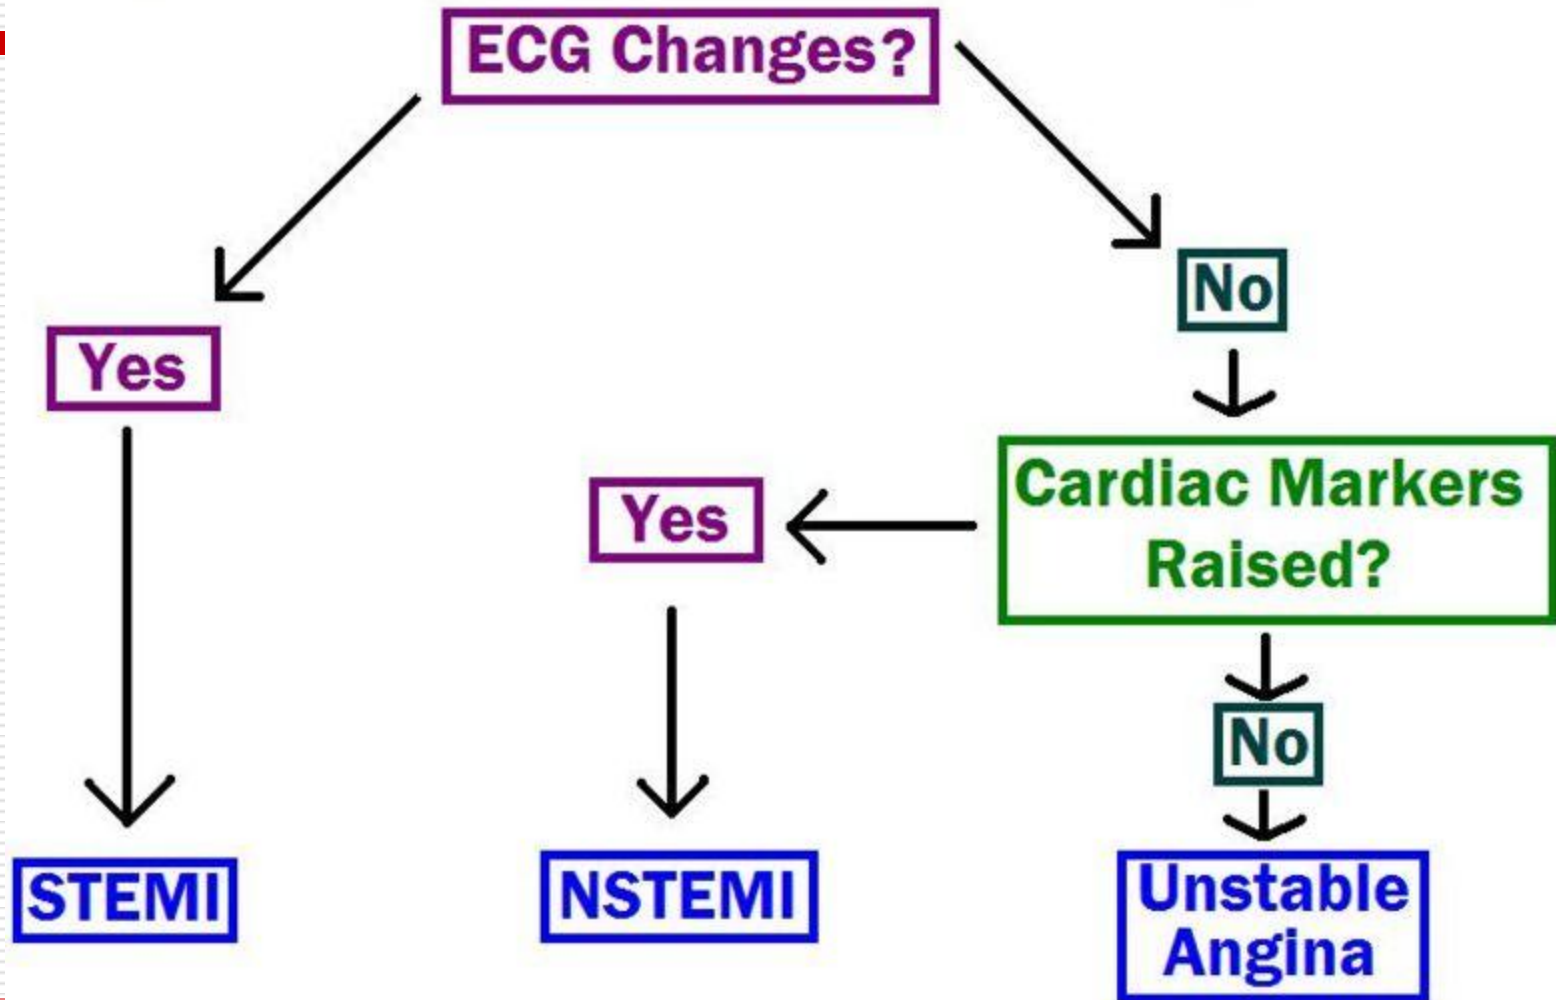 ECG Changes?
No
Yes
Cardiac Markers
Raised?
Yes
No
STEMI
NSTEMI
Unstable
Angina